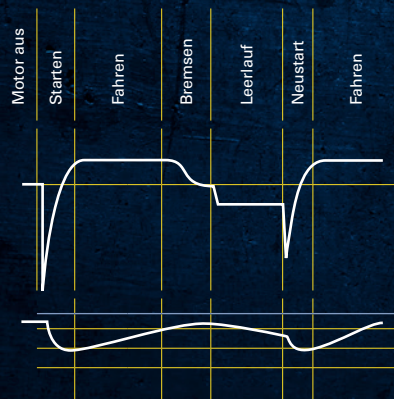 Motor aus
Starten
Fahren
Bremsen
Leerlauf
Neustart
Fahren